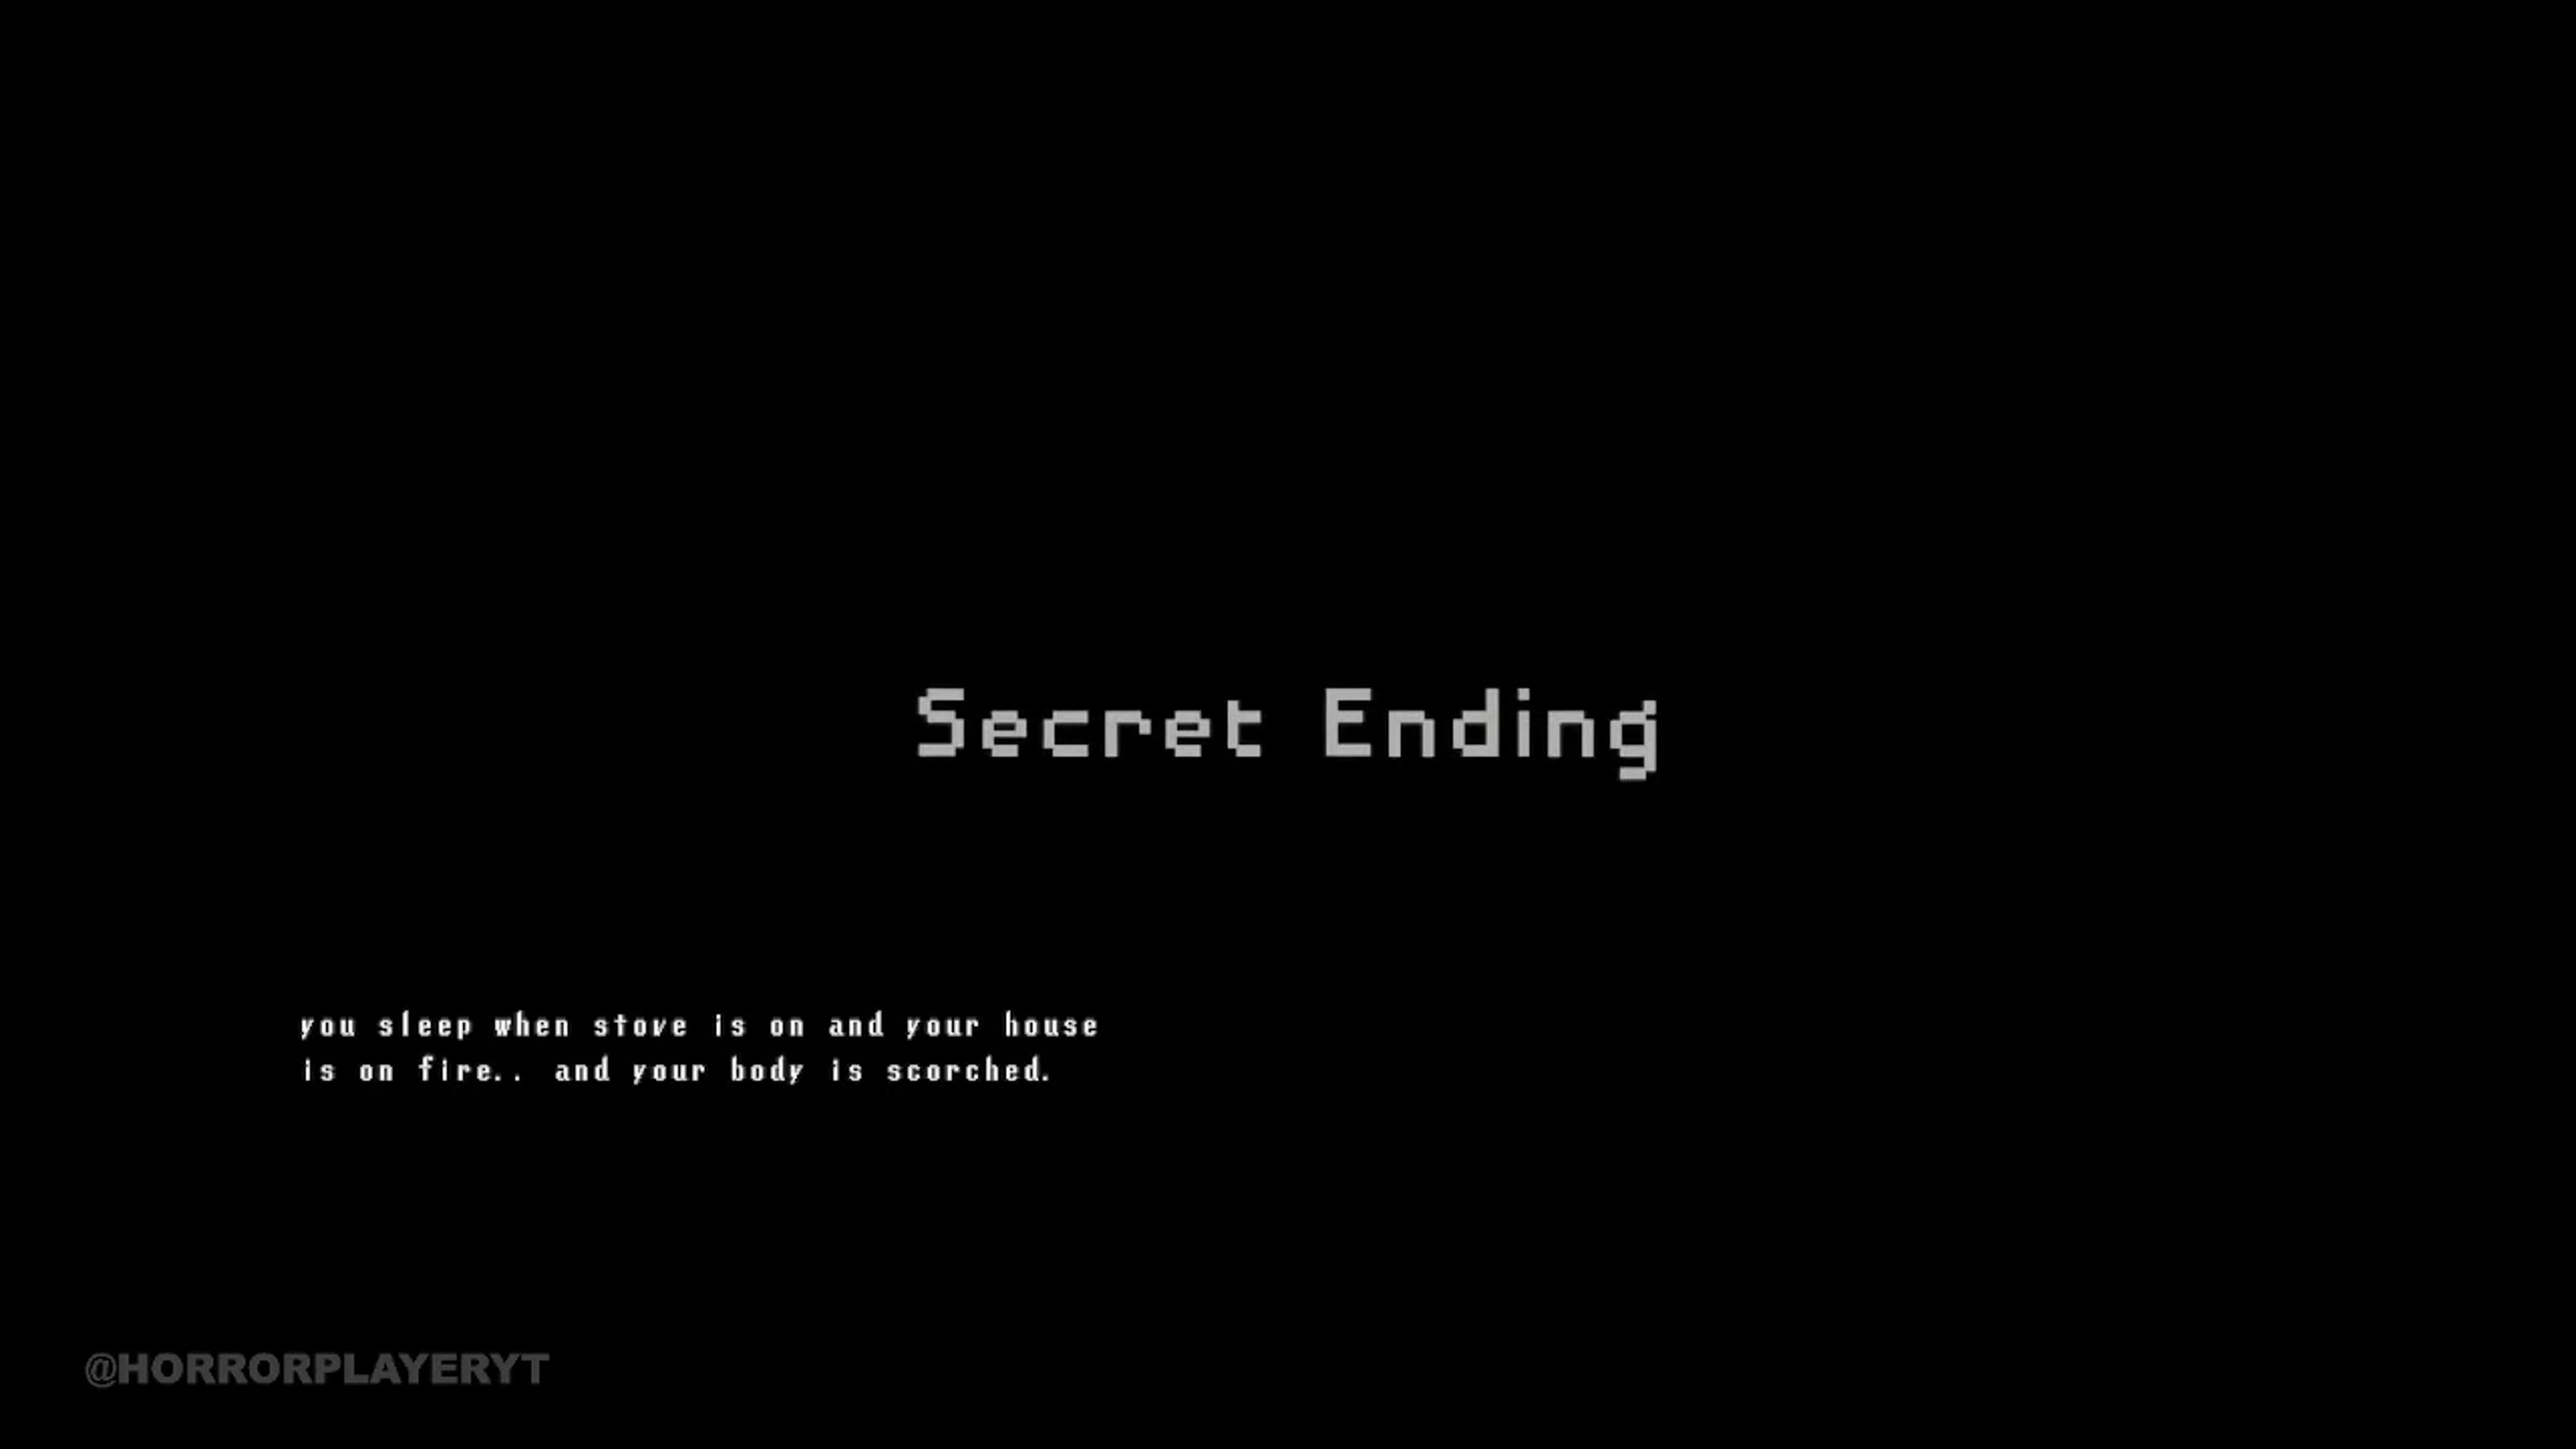 Secret Ending
you sleep when stove is on and your house
is on fire.. and your body is scorched.
@HORRORPLAYERYT